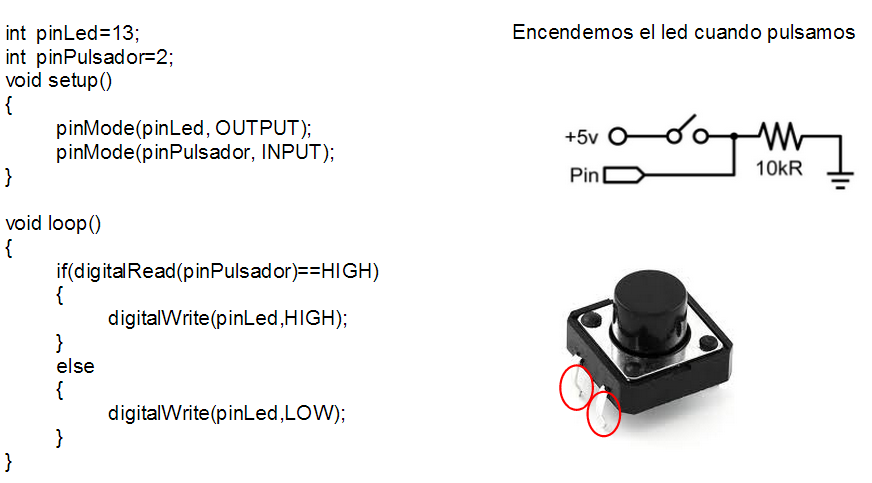 int pinLed=13;
int pinPulsador=2;
void setup()
{
pinMode(pinLed, OUTPUT);
pinMode(pinPulsador, INPUT);
}
void loop()
{
if(digitalRead(pinPulsador)==HIGH)
{
digitalWrite(pinLed,HIGH);
}
else
{
digitalWrite(pinLed,LOW);
}
}
Encendemos el led cuando pulsamos
+5v
Pin
10kR